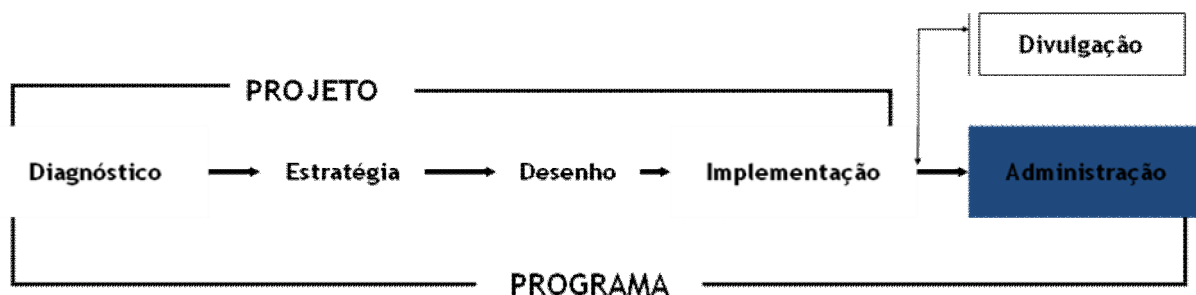 Divulgação
PROJETO
Diagnóstico
Estratégia
Desenho
Implementação
Administração
PROGRAMA